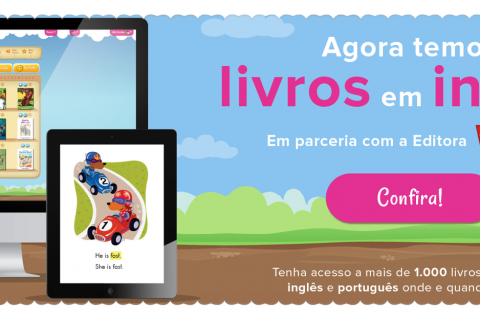 Agora temo
livros em in
Em parceria com a Editora
Confira!
He is fast.
She is fast.
Tenha acesso a mais de 1.000 livros
inglês e português onde e quand